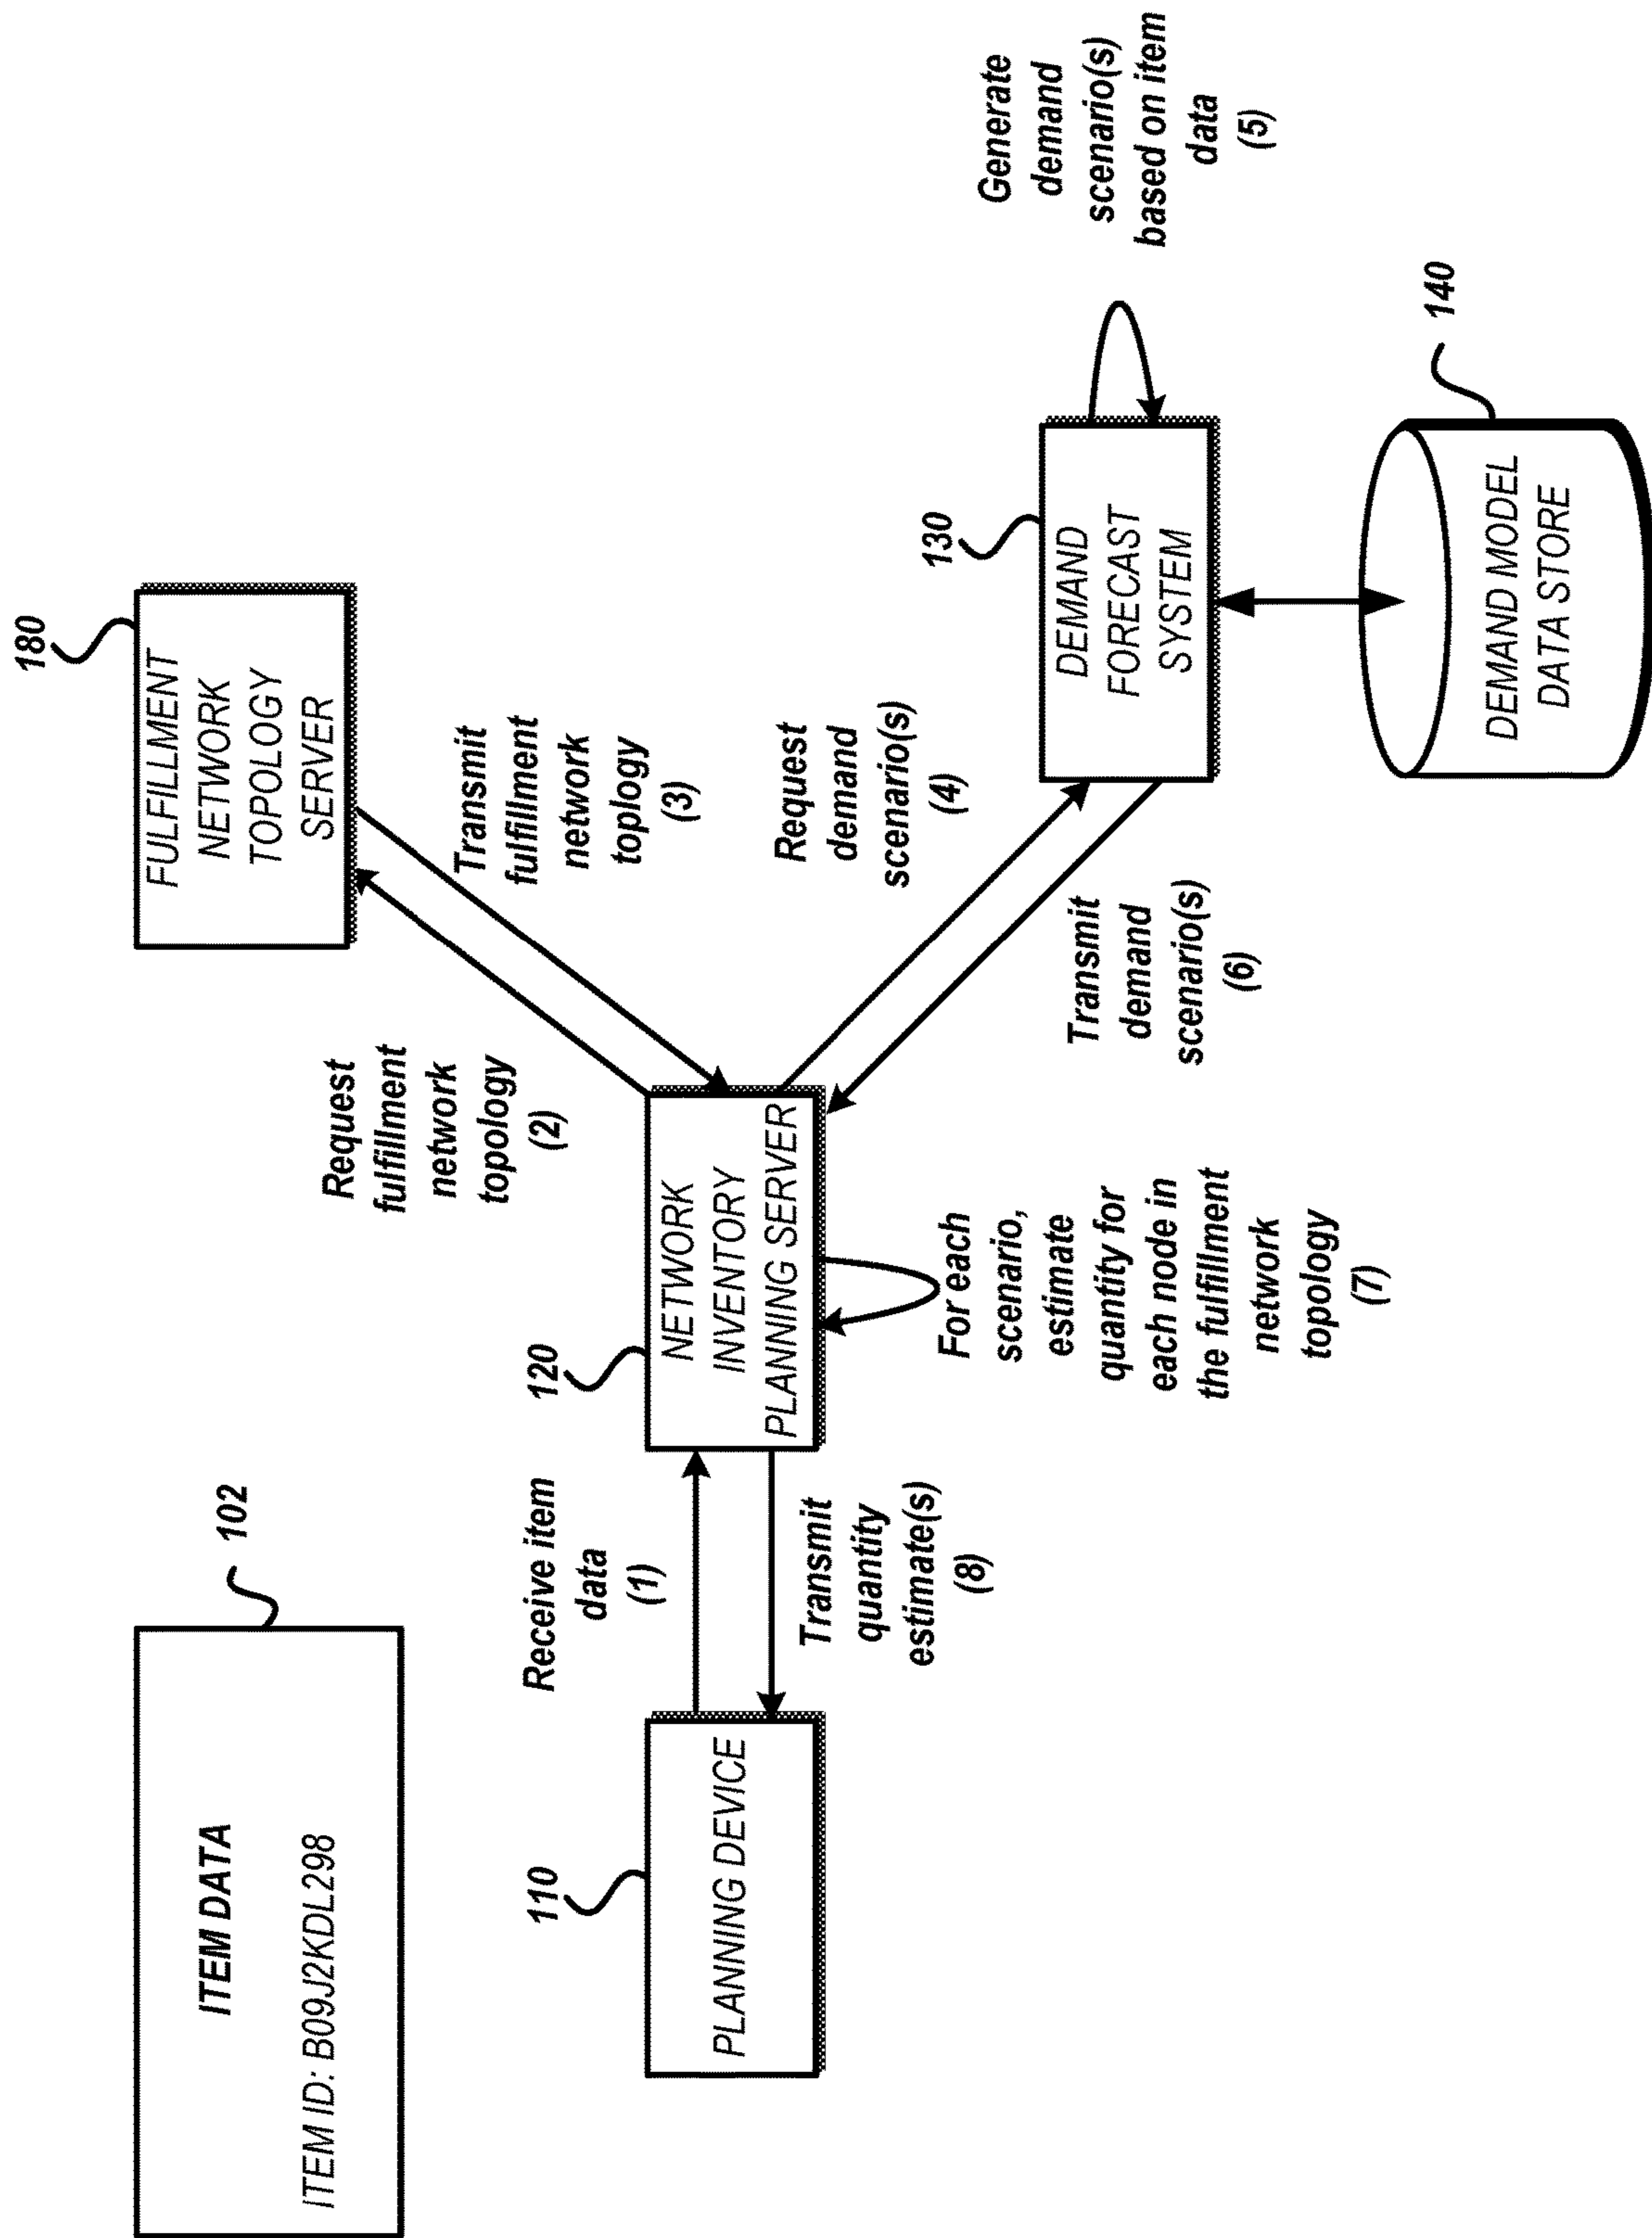 ITEM DATA
ITEM ID: B09J2KDL298
102
180
FULFILLMENT
NETWORK
TOPOLOGY
SERVER
Request
fulfillment
network
topology
(2)
Transmit
fulfillment
network
toplogy
(3)
110
PLANNING DEVICE
Receive item
data
(1)
Transmit
quantity
estimate(s)
(8)
120
NETWORK
INVENTORY
PLANNING SERVER
For each
scenario,
estimate
quantity for
each node in
the fulfillment
network
topology
(7)
Request
demand
scenario(s)
(4)
Transmit
demand
scenario(s)
(6)
130
DEMAND
FORECAST
SYSTEM
Generate
demand
scenario(s)
based on item
data
(5)
140
DEMAND MODEL
DATA STORE